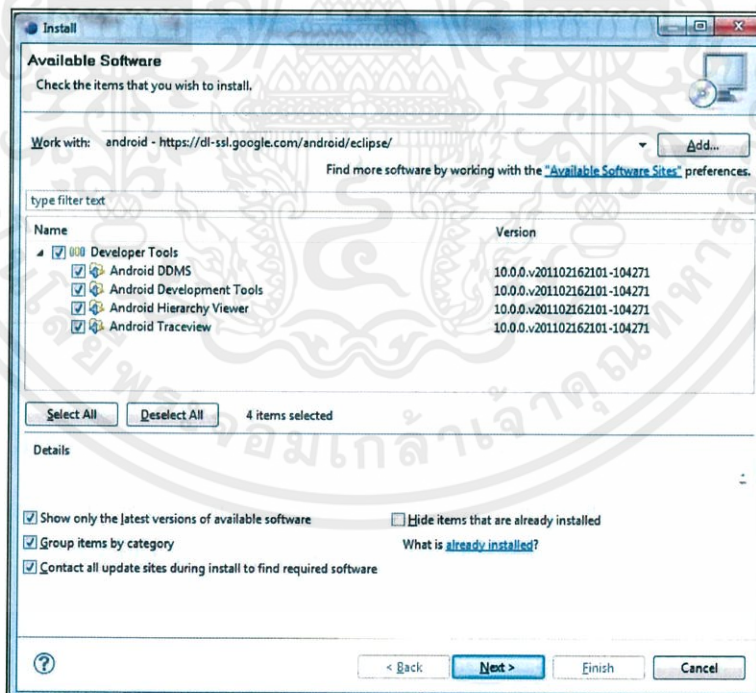 Install
Available Software
Check the items that you wish to install.
Work with: android - https://dl-ssl.google.com/android/eclipse/
Add...
Find more software by working with the "Available Software Sites" preferences.
type filter text
Name Version
Developer Tools
Android DDMS 10.0.0.v201102162101-104271
Android Development Tools 10.0.0.v201102162101-104271
Android Hierarchy Viewer 10.0.0.v201102162101-104271
Android Traceview 10.0.0.v201102162101-104271
Select All Deselect All 4 items selected
Details
Show only the latest versions of available software Hide items that are already installed
Group items by category What is already installed?
Contact all update sites during install to find required software
? < Back Next > Finish Cancel